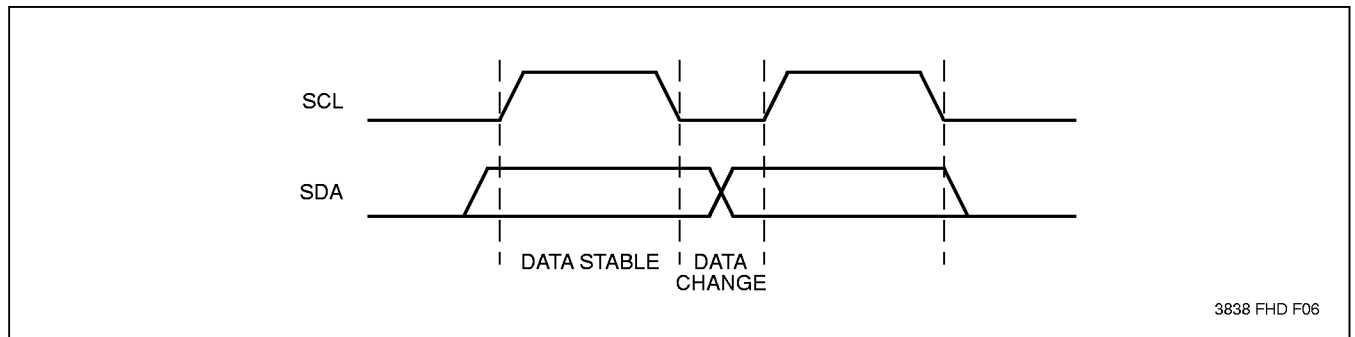 SCL
SDA
DATA STABLE
DATA
CHANGE
3838 FHD F06